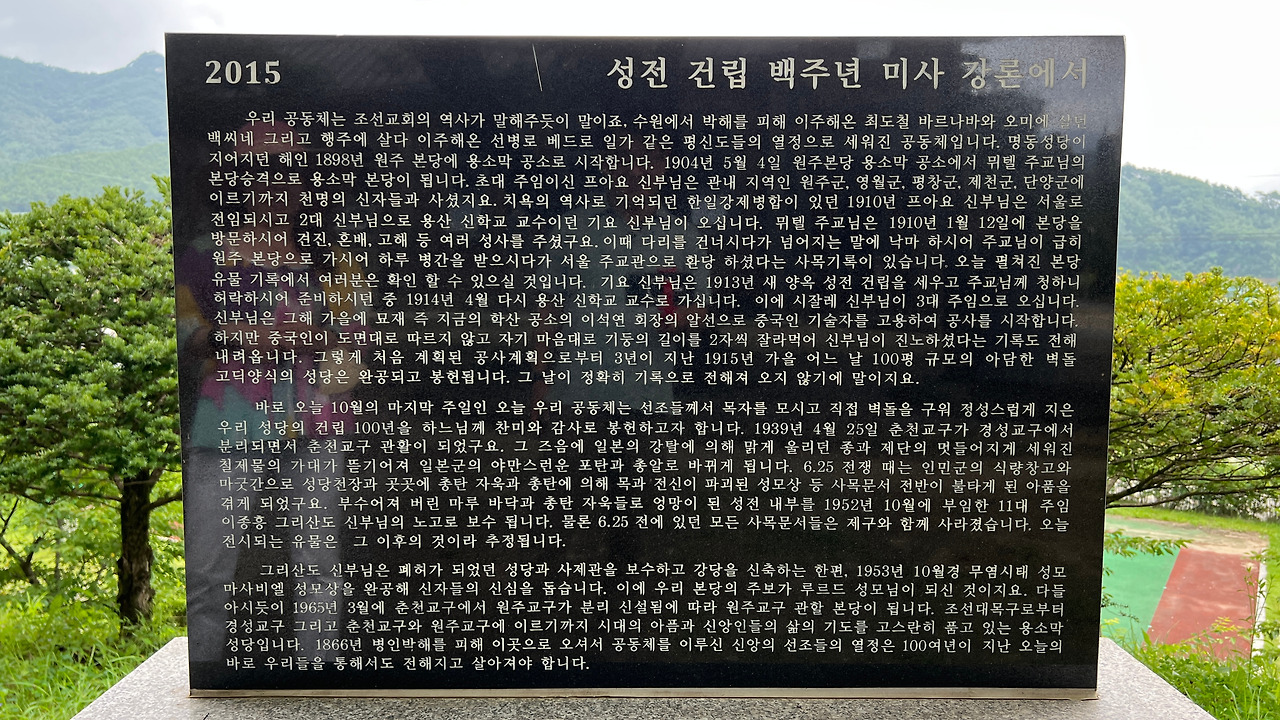 2015 성전 건립 백주년 미사 강론에서
우리 공동체는 조선교회의 역사가 말해주듯이 말이죠, 수원에서 박해를 피해 이주해온 최도철 바르나바와 오미에 살던
백씨네 그리고 행주에 살다 이주해온 선병로 베드로 일가 같은 평신도들의 열정으로 세워진 공동체입니다. 명동성당이
지어지던 해인 1898년 원주 본당에 용소막 공소로 시작합니다. 1904년 5월 4일 원주본당 용소막 공소에서 뮈텔 주교님의
본당승격으로 용소막 본당이 됩니다. 초대 주임이신 프아요 신부님은 관내 지역인 원주군, 영월군, 평창군, 제천군, 단양군에
이르기까지 천명의 신자들과 사셨지요. 치욕의 역사로 기억되던 한일강제병합이 있던 1910년 프아요 신부님은 서울로
전임되시고 2대 신부님으로 용산 신학교 교수이던 기요 신부님이 오십니다. 뮈텔 주교님은 1910년 1월 12일에 본당을
방문하시어 견진, 혼배, 고해 등 여러 성사를 주셨구요. 이때 다리를 건너시다가 넘어지는 말에 낙마 하시어 주교님이 급히
원주 본당으로 가시어 하루 병간을 받으시다가 서울 주교관으로 환당 하셨다는 사목기록이 있습니다. 오늘 펼쳐진 본당
유물 기록에서 여러분은 확인 할 수 있으실 것입니다. 기요 신부님은 1913년 새 양옥 성전 건립을 세우고 주교님께 청하니
허락하시어 준비하시던 중 1914년 4월 다시 용산 신학교 교수로 가십니다. 이에 시잘레 신부님이 3대 주임으로 오십니다.
신부님은 그해 가을에 묘재 즉 지금의 학산 공소의 이석연 회장의 알선으로 중국인 기술자를 고용하여 공사를 시작합니다.
하지만 중국인이 도면대로 따르지 않고 자기 마음대로 기둥의 길이를 2자씩 잘라먹어 신부님이 진노하셨다는 기록도 전해
내려옵니다. 그렇게 처음 계획된 공사계획으로부터 3년이 지난 1915년 가을 어느 날 100평 규모의 아담한 벽돌
고딕양식의 성당은 완공되고 봉헌됩니다. 그 날이 정확히 기록으로 전해져 오지 않기에 말이지요.
바로 오늘 10월의 마지막 주일인 오늘 우리 공동체는 선조들께서 목자를 모시고 직접 벽돌을 구워 정성스럽게 지은
우리 성당의 건립 100년을 하느님께 찬미와 감사로 봉헌하고자 합니다. 1939년 4월 25일 춘천교구가 경성교구에서
분리되면서 춘천교구 관활이 되었구요. 그 즈음에 일본의 강탈에 의해 맑게 울리던 종과 제단의 멋들어지게 세워진
철제물의 가대가 뜯기어져 일본군의 야만스런운 포탄과 총알로 바뀌게 됩니다. 6.25 전쟁 때는 인민군의 식량창고와
마굿간으로 성당천장과 곳곳에 총탄 자욱과 총탄에 의해 목과 전신이 파괴된 성모상 등 사목문서 전반이 불타게 된 아픔을
겪게 되었구요. 부수어져 버린 마루 바닥과 총탄 자욱들로 엉망이 된 성전 내부를 1952년 10월에 부임한 11대 주임
이종흥 그리산도 신부님의 노고로 보수 됩니다. 물론 6.25 전에 있던 모든 사목문서들은 제구와 함께 사라졌습니다. 오늘
전시되는 유물은 그 이후의 것이라 추정됩니다.
그리산도 신부님은 폐허가 되었던 성당과 사제관을 보수하고 강당을 신축하는 한편, 1953년 10월경 무염시태 성모
마사비엘 성모상을 완공해 신자들의 신심을 돕습니다. 이에 우리 본당의 주보가 루르드 성모님이 되신 것이지요. 다들
아시듯이 1965년 3월에 춘천교구에서 원주교구가 분리 신설됨에 따라 원주교구 관할 본당이 됩니다. 조선대목구로부터
경성교구 그리고 춘천교구와 원주교구에 이르기까지 시대의 아픔과 신앙인들의 삶의 기도를 고스란히 품고 있는 용소막
성당입니다. 1866년 병인박해를 피해 이곳으로 오셔서 공동체를 이루신 신앙의 선조들의 열정은 100여년이 지난 오늘의
바로 우리들을 통해서도 전해지고 살아져야 합니다.